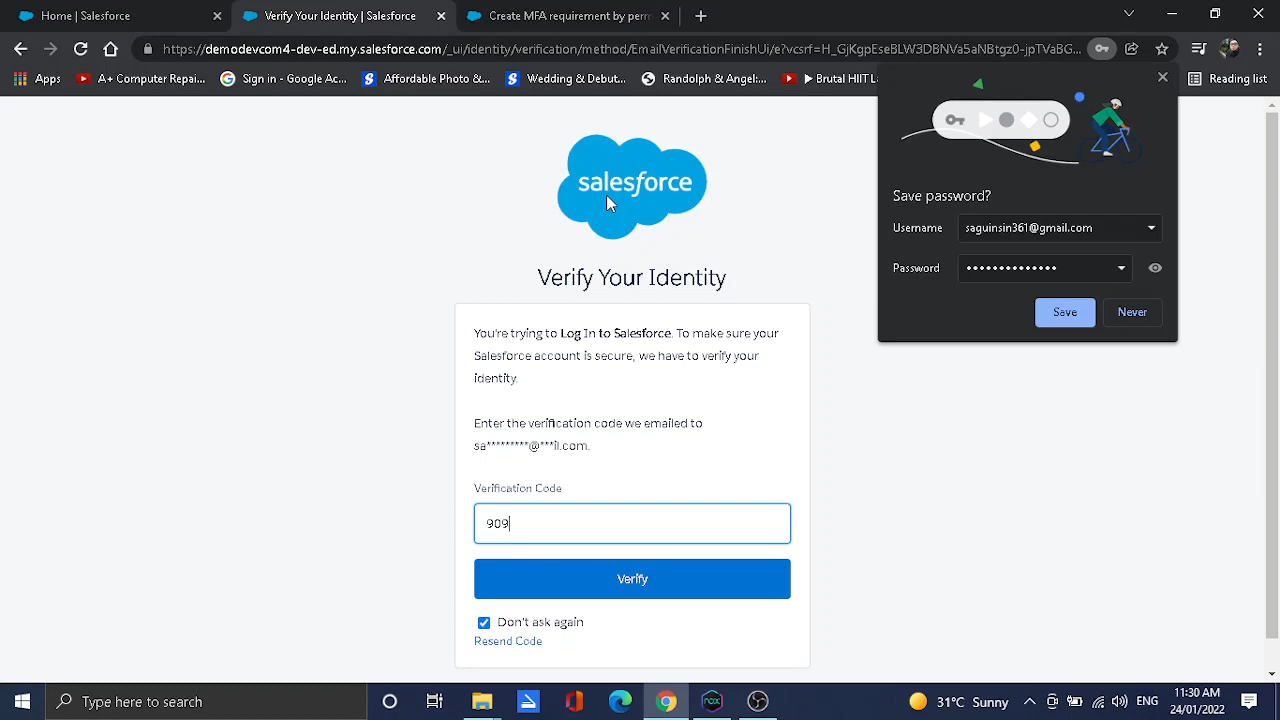 Home | Salesforce
Verify Your Identity | Salesforce
Create MFA requirement by perm
https://demodevcom4-dev-ed.my.salesforce.com/_ui/identity/verification/method/EmailVerificationFinishUi/e?vcsrf=H_GjKgpEseBLW3DBNVa5aNBtgz0-jpTVaBG...
Apps
A+ Computer Repai...
Sign in - Google Ac...
Affordable Photo &...
Wedding & Debut...
Randolph & Angel...
▶ Brutal HIIT L
Reading list
salesforce
Verify Your Identity
You're trying to Log In to Salesforce. To make sure your
Salesforce account is secure, we have to verify your
identity.
Enter the verification code we emailed to
sa*********@***il.com.
Verification Code
909
Verify
Don't ask again
Resend Code
Save password?
Username
saguinsin361@gmail.com
Password
••••••••••••••
Save
Never
Type here to search
nox
31°C Sunny
ENG
11:30 AM
24/01/2022